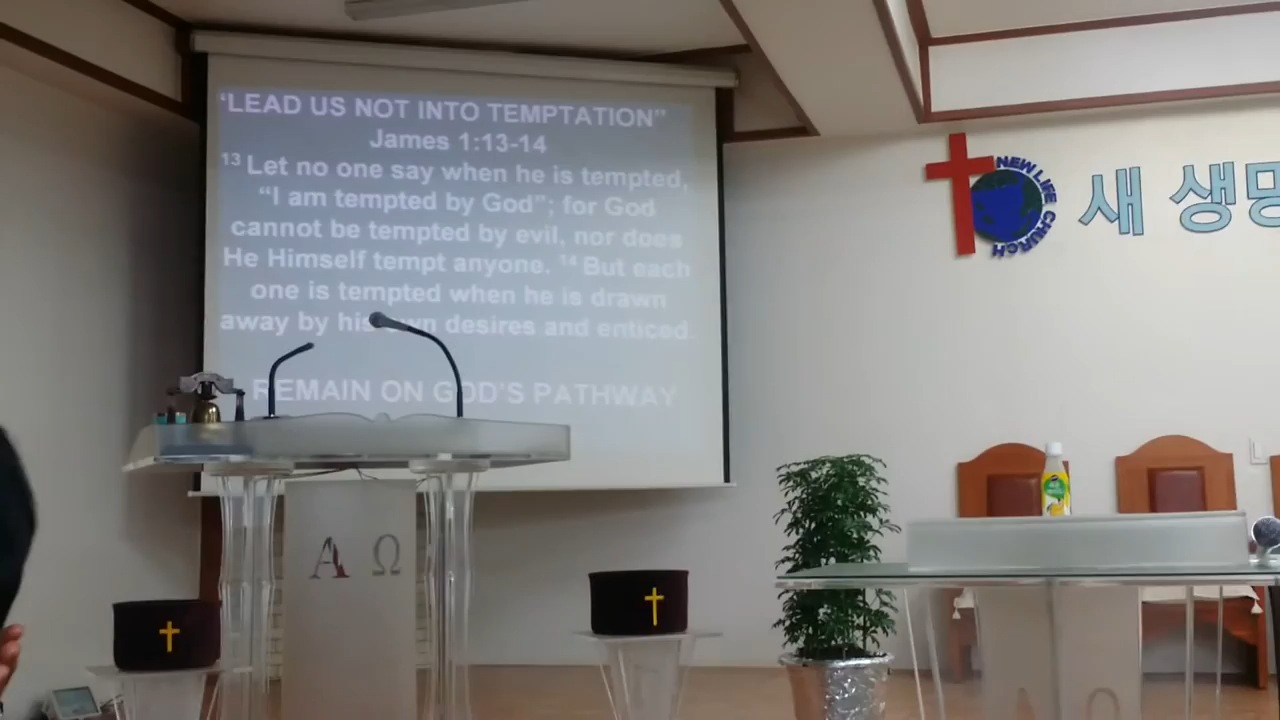 ‘LEAD US NOT INTO TEMPTATION”
James 1:13-14
13 Let no one say when he is tempted,
“I am tempted by God”; for God
cannot be tempted by evil, nor does
He Himself tempt anyone. 14 But each
one is tempted when he is drawn
away by his own desires and enticed.
REMAIN ON GOD'S PATHWAY
NEW LIFE CHURCH
새 생명
Α Ω
Α Ω